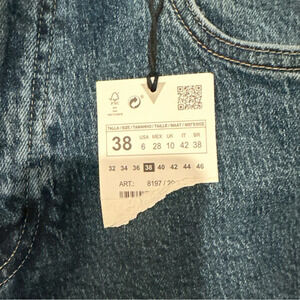 TALLA / SIZE / TAMANHO / TAILLE / MAAT /
38
USA MEX UK IT BR
6 28 10 42 38
32 34 36 38 40 42 44 46
ART.: 8197 /